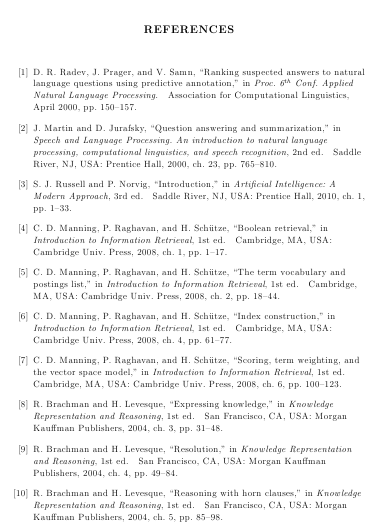 REFERENCES
[1] D. R. Radev, J. Prager, and V. Samn, “Ranking suspected answers to natural
language questions using predictive annotation,” in Proc. 6th Conf. Applied
Natural Language Processing. Association for Computational Linguistics,
April 2000, pp. 150–157.
[2] J. Martin and D. Jurafsky, “Question answering and summarization,” in
Speech and Language Processing. An introduction to natural language
processing, computational linguistics, and speech recognition, 2nd ed. Saddle
River, NJ, USA: Prentice Hall, 2000, ch. 23, pp. 765–810.
[3] S. J. Russell and P. Norvig, “Introduction,” in Artificial Intelligence: A
Modern Approach, 3rd ed. Saddle River, USA: Prentice Hall, 2010, ch. 1,
pp. 1–33.
[4] C. D. Manning, P. Raghavan, and H. Schütze, “Boolean retrieval,” in
Introduction to Information Retrieval, 1st ed. Cambridge, MA, USA:
Cambridge Univ. Press, 2008, ch. 1, pp. 1–17.
[5] C. D. Manning, P. Raghavan, and H. Schütze, “The term vocabulary and
postings list,” in Introduction to Information Retrieval, 1st ed. Cambridge,
MA, USA: Cambridge Univ. Press, 2008, ch. 2, pp. 18–44.
[6] C. D. Manning, P. Raghavan, and H. Schütze, “Index construction,” in
Introduction to Information Retrieval, 1st ed. Cambridge, MA, USA:
Cambridge Univ. Press, 2008, ch. 4, pp. 61–77.
[7] C. D. Manning, P. Raghavan, and H. Schütze, “Scoring, term weighting, and
the vector space model,” in Introduction to Information Retrieval, 1st ed.
Cambridge, MA, USA: Cambridge Univ. Press, 2008, ch. 6, pp. 100–123.
[8] R. Brachman and H. Levesque, “Expressing knowledge,” in Knowledge
Representation and Reasoning, 1st ed. San Francisco, CA, USA: Morgan
Kauffman Publishers, 2004, ch. 3, pp. 31–48.
[9] R. Brachman and H. Levesque, “Resolution,” in Knowledge Representation
and Reasoning, 1st ed. San Francisco, CA, USA: Morgan Kauffman
Publishers, 2004, ch. 4, pp. 49–84.
[10] R. Brachman and H. Levesque, “Reasoning with horn clauses,” in Knowledge
Representation and Reasoning, 1st ed. San Francisco, CA, USA: Morgan
Kauffman Publishers, 2004, ch. 5, pp. 85–98.